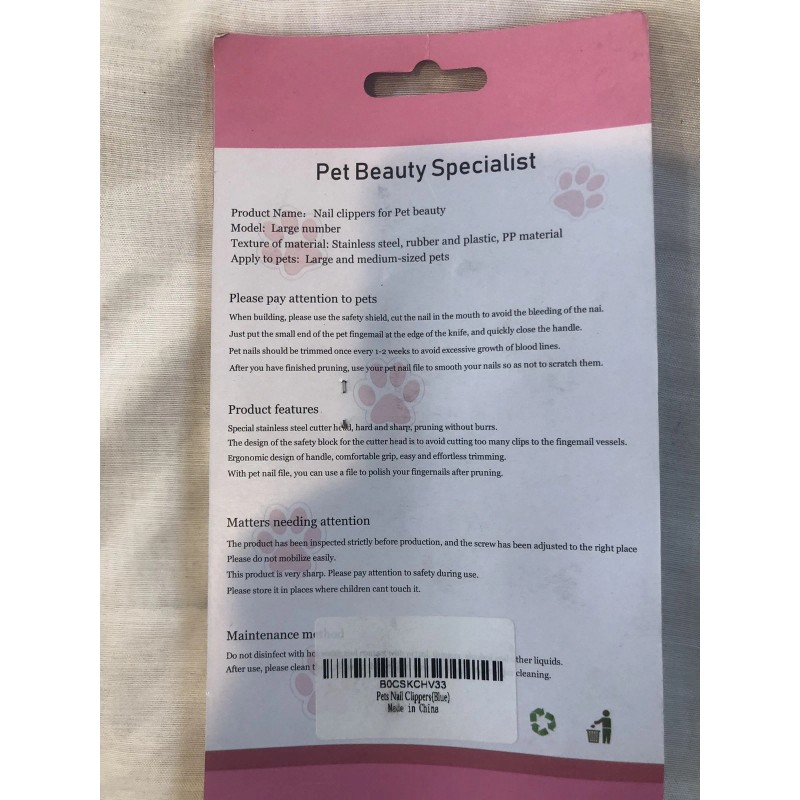 Pet Beauty Specialist
Product Name: Nail clippers for Pet beauty
Model: Large number
Texture of material: Stainless steel, rubber and plastic, PP material
Apply to pets: Large and medium-sized pets
Please pay attention to pets
When building, please use the safety shield, cut the nail in the mouth to avoid the bleeding of the nai.
Just put the small end of the pet fingemail at the edge of the knife, and quickly close the handle.
Pet nails should be trimmed once every 1-2 weeks to avoid excessive growth of blood lines.
After you have finished pruning, use your pet nail file to smooth your nails so as not to scratch them.
Product features
Special stainless steel cutter head, hard and sharp, pruning without burrs.
The design of the safety block for the cutter head is to avoid cutting too many clips to the fingemail vessels.
Ergonomic design of handle, comfortable grip, easy and effortless trimming.
With pet nail file, you can use a file to polish your fingernails after pruning.
Matters needing attention
The product has been inspected strictly before production, and the screw has been adjusted to the right place
Please do not mobilize easily.
This product is very sharp. Please pay attention to safety during use.
Please store it in places where children cant touch it.
Maintenance method
Do not disinfect with ther liquids.
After use, please clean cleaning.
B0CSKCHV33
Pets Nail Clippers(Blue)
Made in China